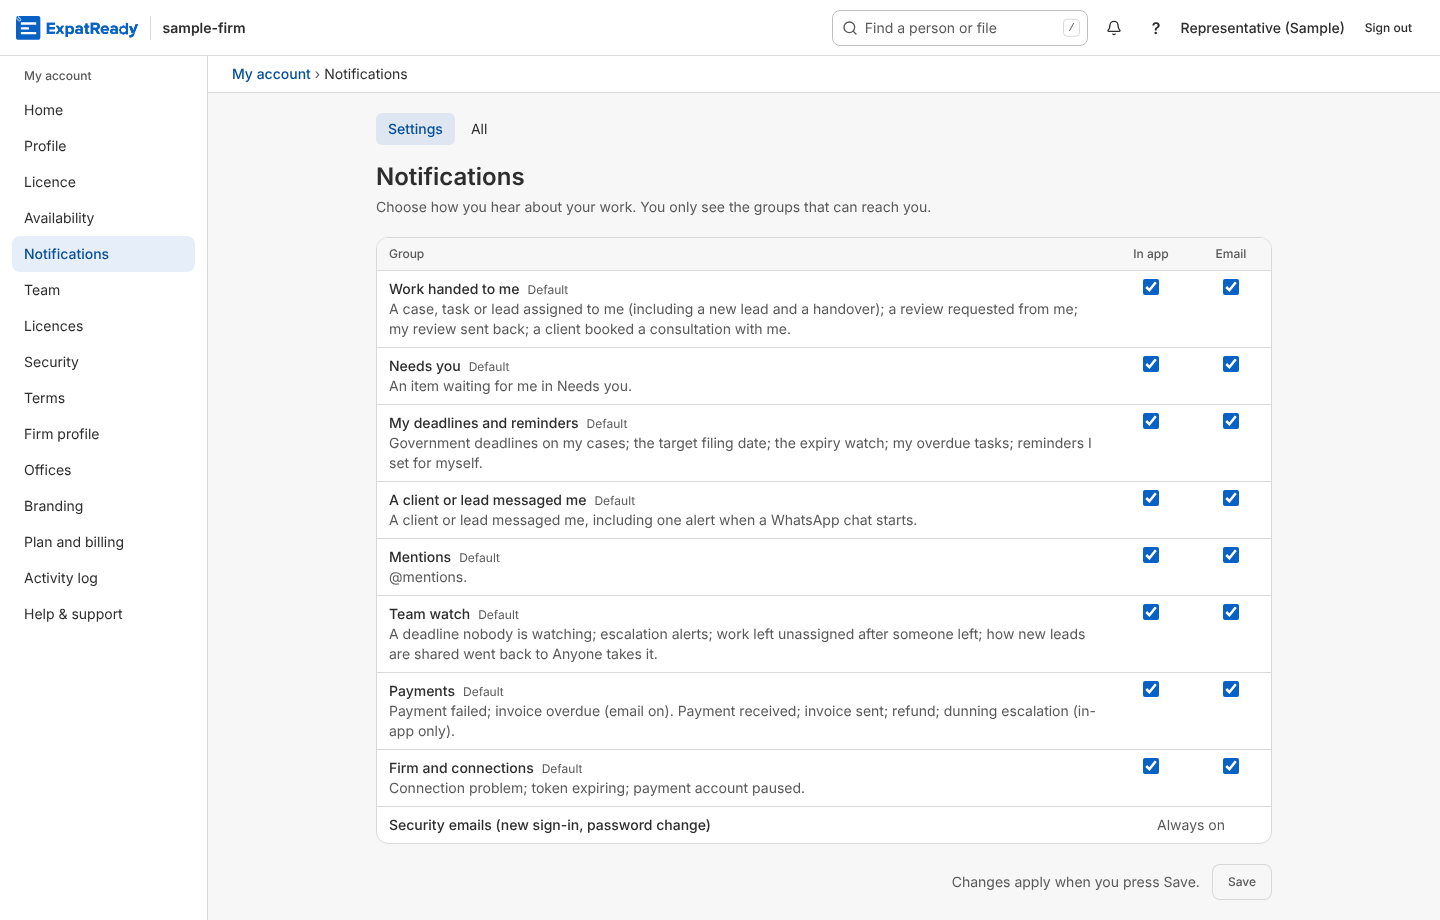 ExpatReady
sample-firm
Find a person or file
/
?
Representative (Sample)
Sign out
My account
Home
Profile
Licence
Availability
Notifications
Team
Licences
Security
Terms
Firm profile
Offices
Branding
Plan and billing
Activity log
Help & support
My account › Notifications
Settings
All
Notifications
Choose how you hear about your work. You only see the groups that can reach you.
Group
In app
Email
Work handed to me Default
A case, task or lead assigned to me (including a new lead and a handover); a review requested from me;
my review sent back; a client booked a consultation with me.
Needs you Default
An item waiting for me in Needs you.
My deadlines and reminders Default
Government deadlines on my cases; the target filing date; the expiry watch; my overdue tasks; reminders I
set for myself.
A client or lead messaged me Default
A client or lead messaged me, including one alert when a WhatsApp chat starts.
Mentions Default
@mentions.
Team watch Default
A deadline nobody is watching; escalation alerts; work left unassigned after someone left; how new leads
are shared went back to Anyone takes it.
Payments Default
Payment failed; invoice overdue (email on). Payment received; invoice sent; refund; dunning escalation (in-
app only).
Firm and connections Default
Connection problem; token expiring; payment account paused.
Security emails (new sign-in, password change)
Always on
Changes apply when you press Save.
Save